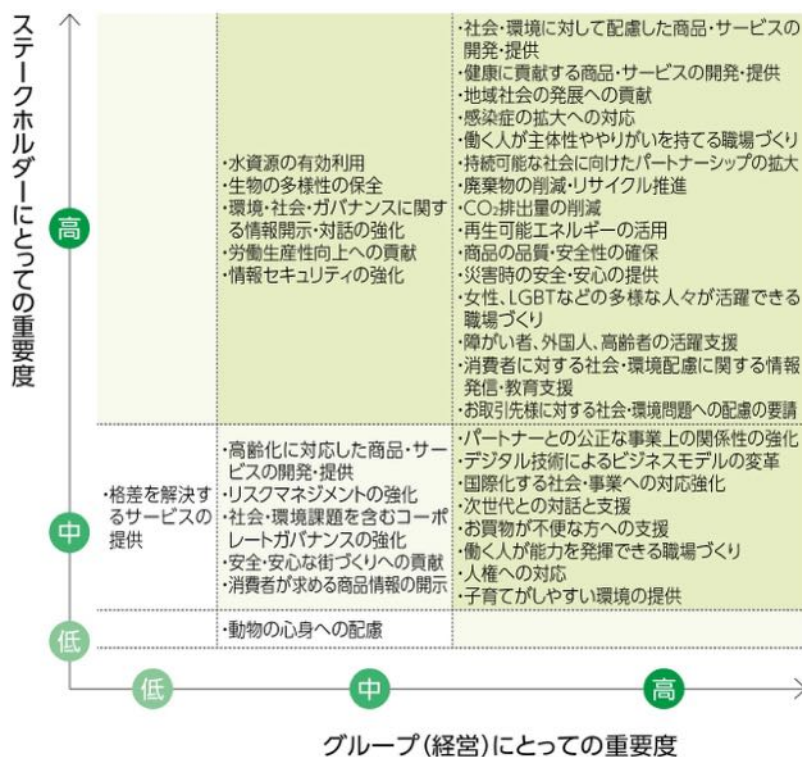 ステークホルダーにとっての重要度
高
中
低
・水資源の有効利用
・生物の多様性の保全
・環境・社会・ガバナンスに関す
る情報開示・対話の強化
・労働生産性向上への貢献
・情報セキュリティの強化
・社会・環境に対して配慮した商品・サービスの
開発・提供
・健康に貢献する商品・サービスの開発・提供
・地域社会の発展への貢献
・感染症の拡大への対応
・働く人が主体性ややりがいを持てる職場づくり
・持続可能な社会に向けたパートナーシップの拡大
・廃棄物の削減・リサイクル推進
・CO₂排出量の削減
・再生可能エネルギーの活用
・商品の品質・安全性の確保
・災害時の安全・安心の提供
・女性、LGBTなどの多様な人々が活躍できる
職場づくり
・障がい者、外国人、高齢者の活躍支援
・消費者に対する社会・環境配慮に関する情報
発信・教育支援
・お取引先様に対する社会・環境問題への配慮の要請
・格差を解決す
るサービスの
提供
・高齢化に対応した商品・サー
ビスの開発・提供
・リスクマネジメントの強化
・社会・環境課題を含むコーポ
レートガバナンスの強化
・安全・安心な街づくりへの貢献
・消費者が求める商品情報の開示
・パートナーとの公正な事業上の関係性の強化
・デジタル技術によるビジネスモデルの変革
・国際化する社会・事業への対応強化
・次世代との対話と支援
・お買物が不便な方への支援
・働く人が能力を発揮できる職場づくり
・人権への対応
・子育てがしやすい環境の提供
・動物の心身への配慮
低
中
高
グループ(経営)にとっての重要度